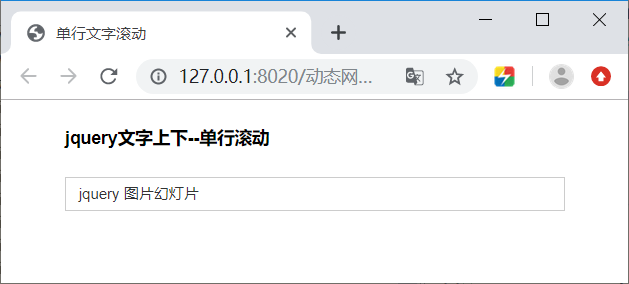 单行文字滚动
127.0.0.1:8020/动态网...
jquery文字上下--单行滚动
jquery 图片幻灯片